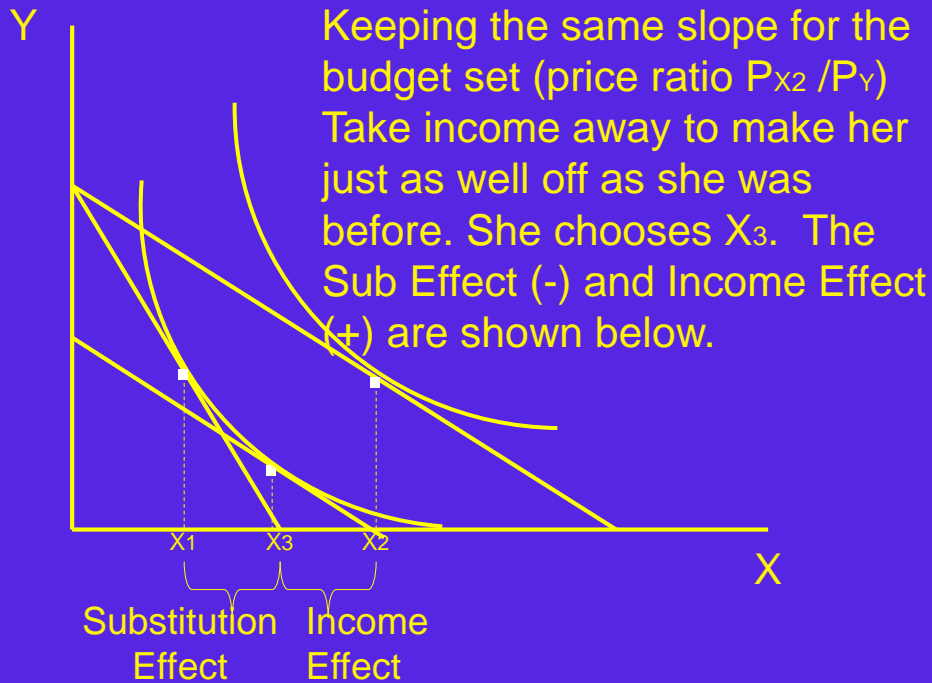 Y
Keeping the same slope for the
budget set (price ratio PX2 /PY)
Take income away to make her
just as well off as she was
before. She chooses X3. The
Sub Effect (-) and Income Effect
(+) are shown below.
X1 X3 X2
X
Substitution Income
Effect Effect